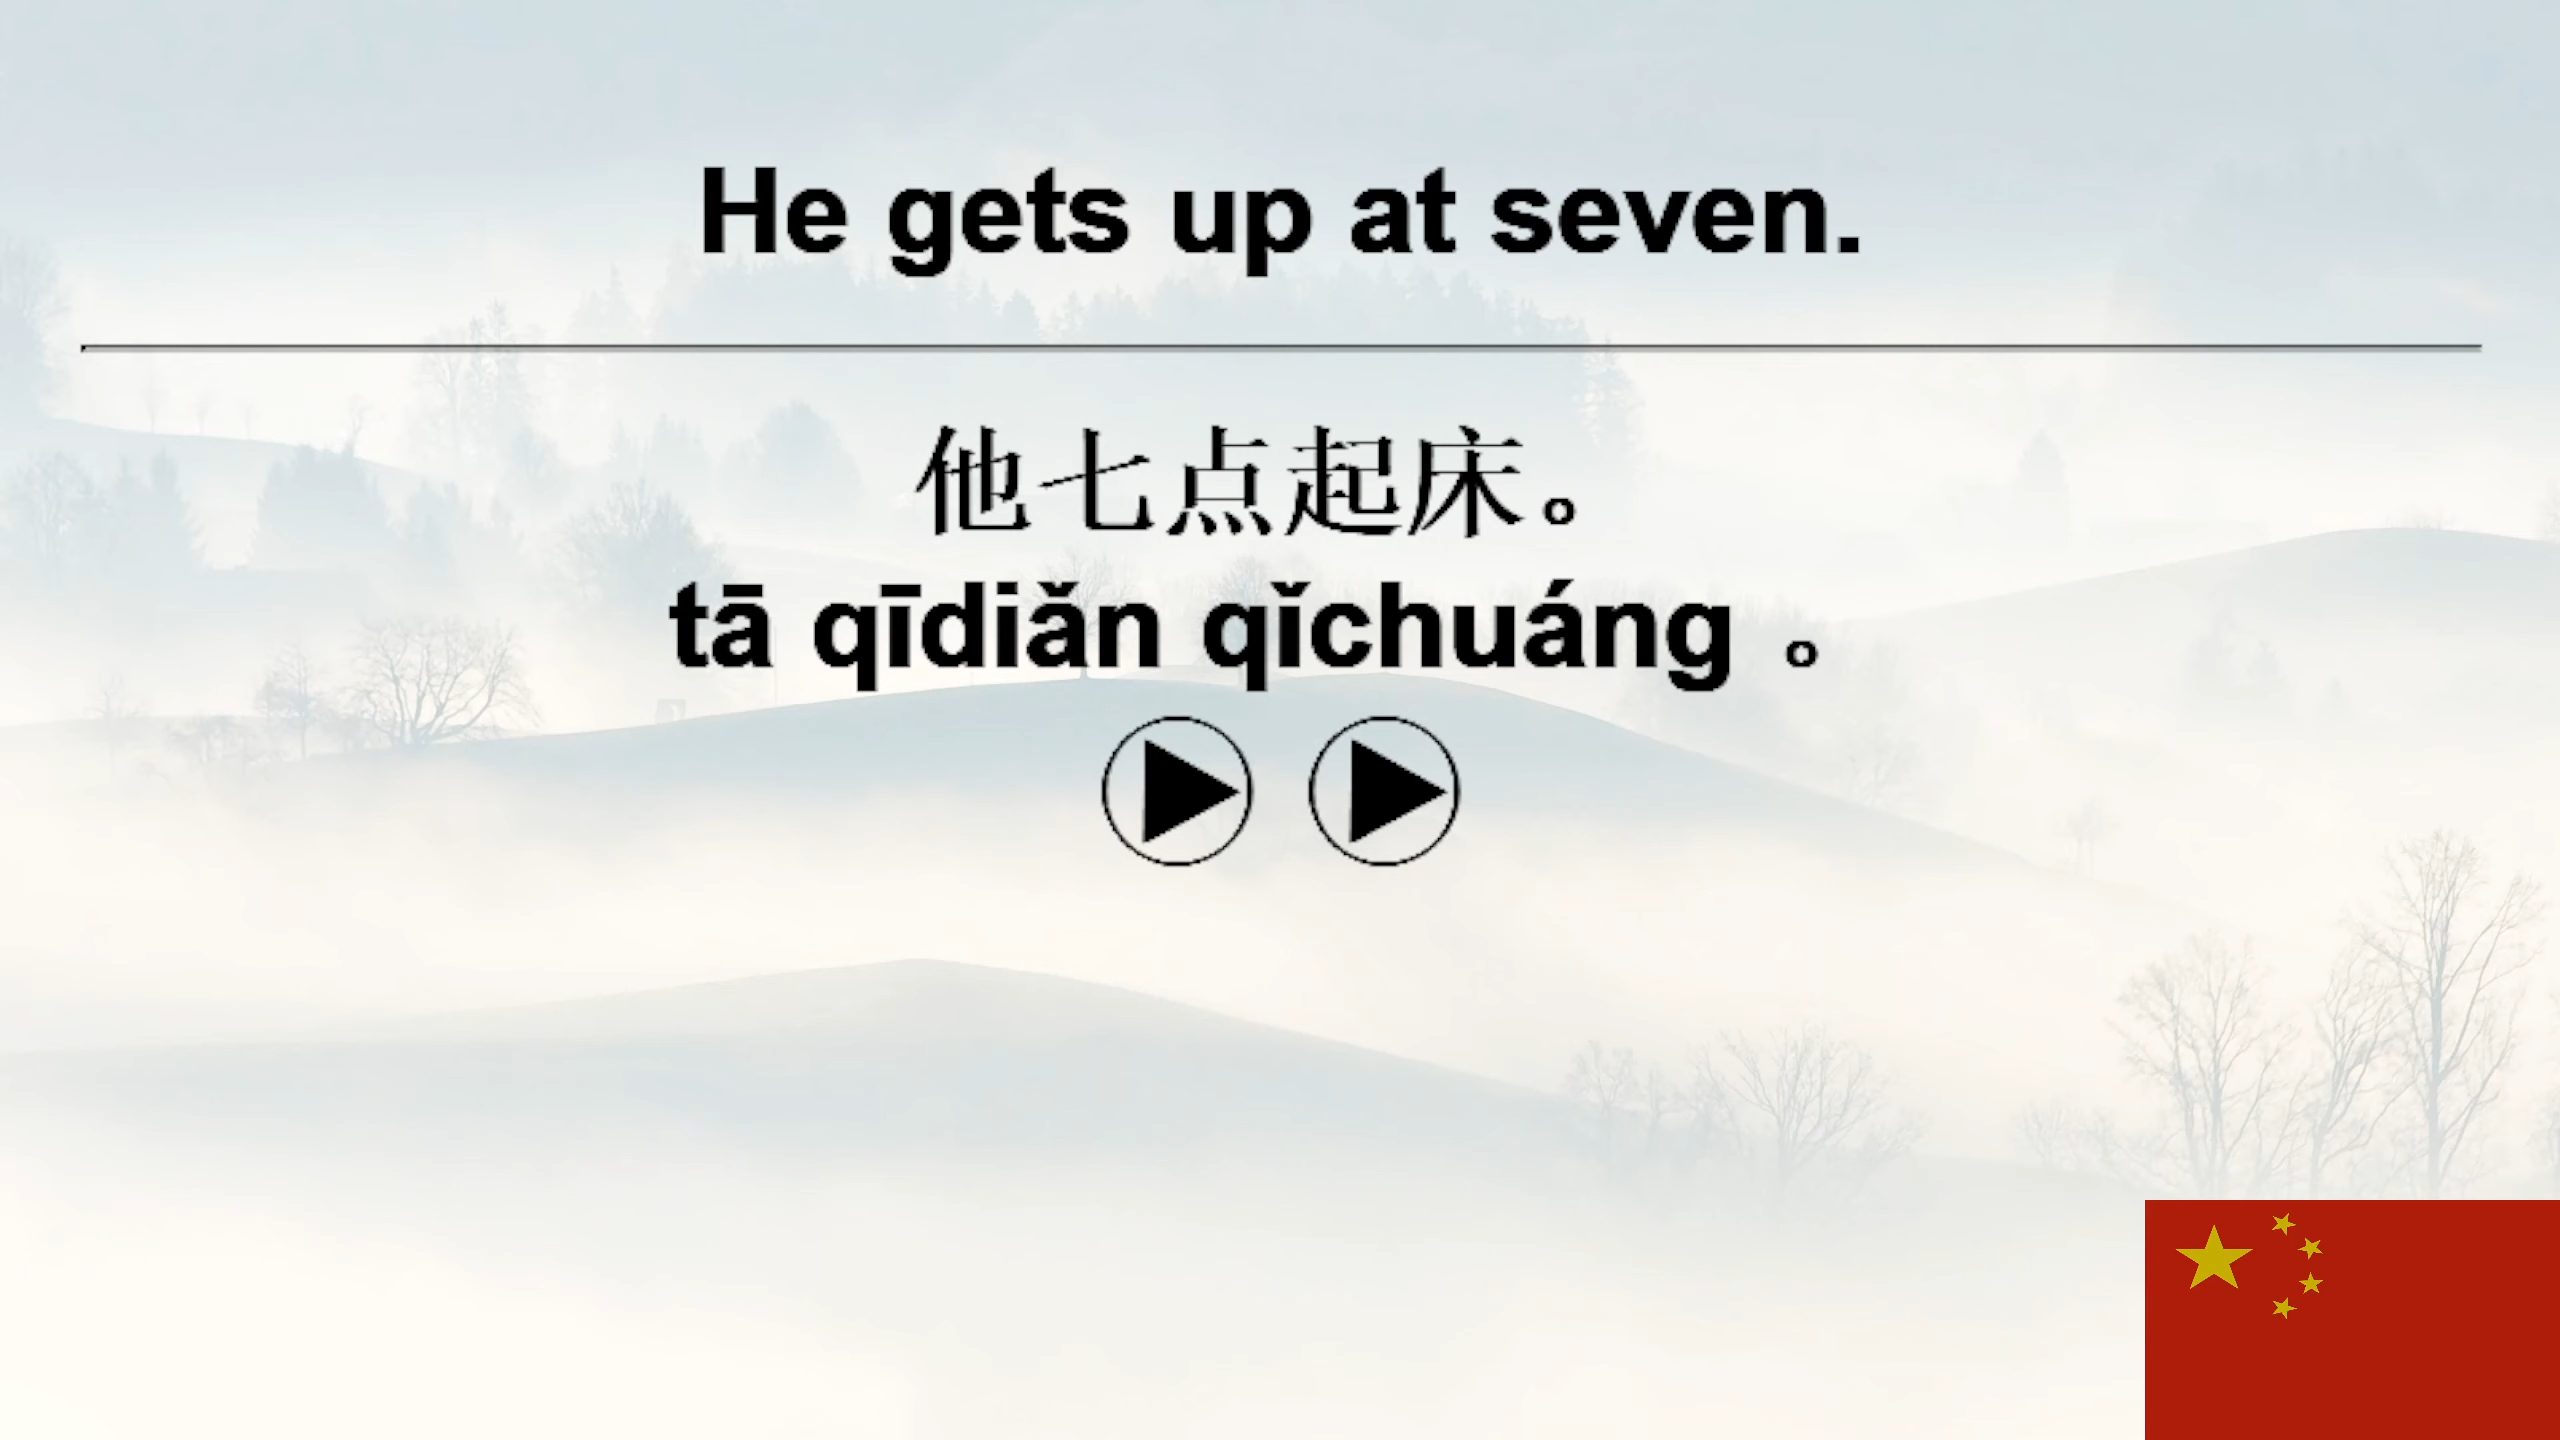 He gets up at seven.
他七点起床。
tā qīdiǎn qǐchuáng 。